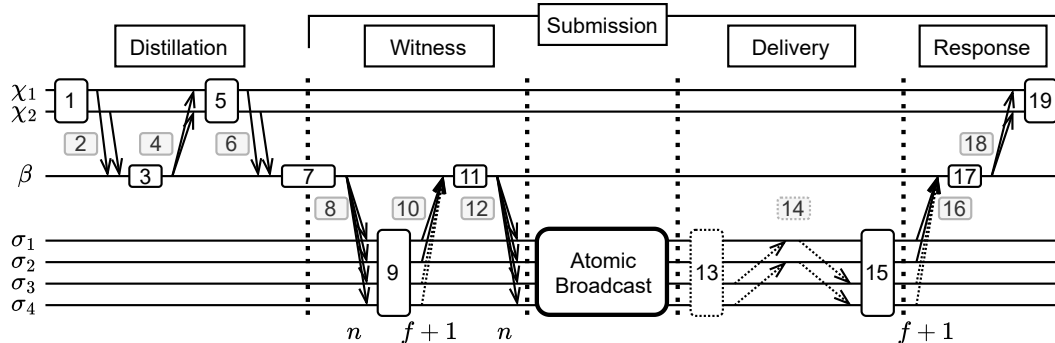 Submission
Distillation Witness Delivery Response
χ₁ 1 5 19
χ₂
2 4 6 18
β 3 7 11 17
8 10 12 14 16
σ₁
σ₂ 9 Atomic 13 15
σ₃ Broadcast
σ₄
n f + 1 n f + 1